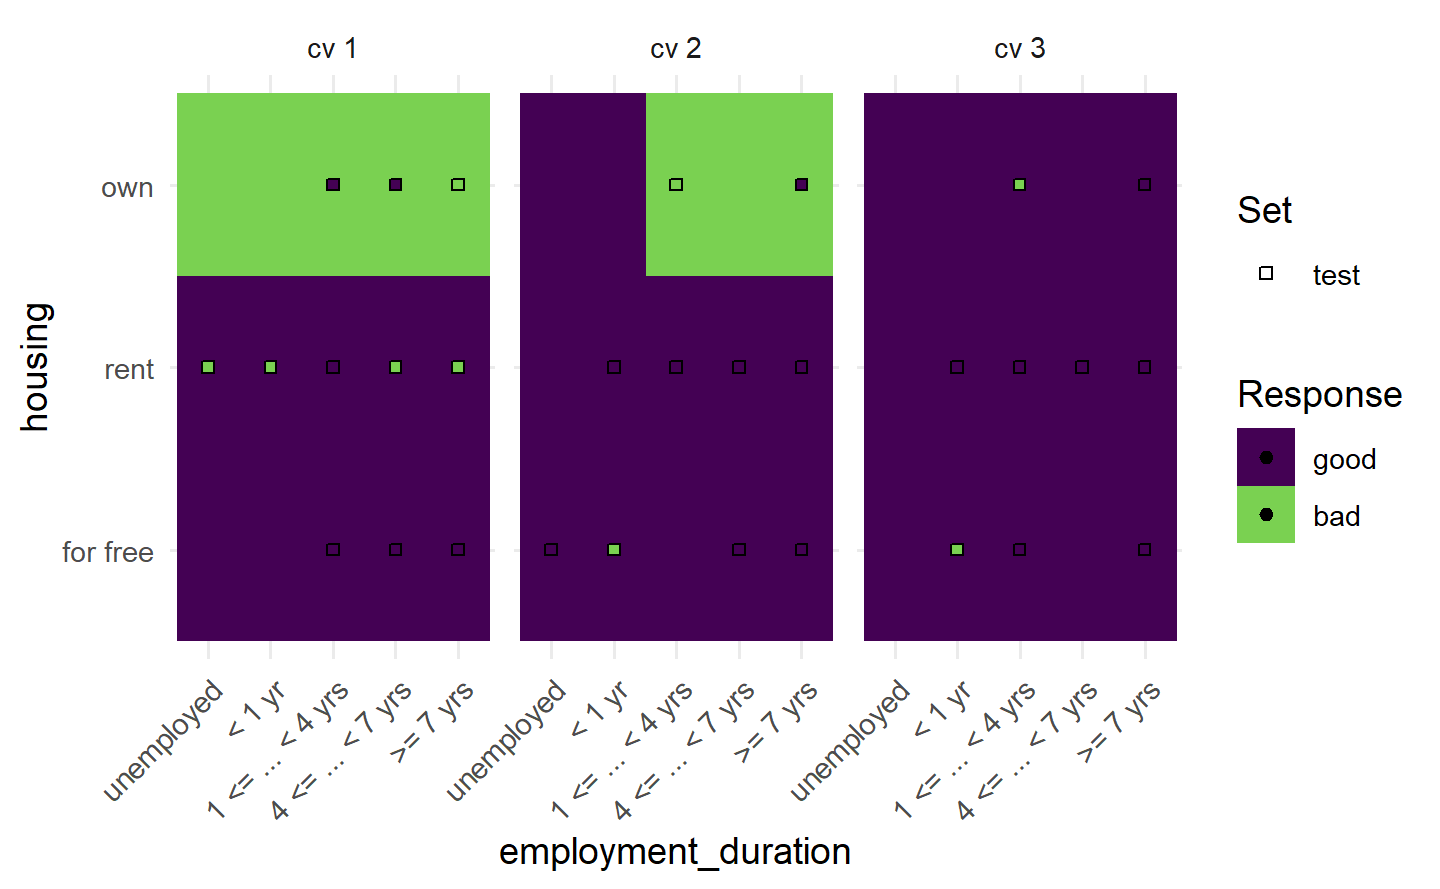 cv 1
cv 2
cv 3
housing
own
rent
for free
unemployed
< 1 yr
1 <= ... < 4 yrs
4 <= ... < 7 yrs
>= 7 yrs
unemployed
< 1 yr
1 <= ... < 4 yrs
4 <= ... < 7 yrs
>= 7 yrs
unemployed
< 1 yr
1 <= ... < 4 yrs
4 <= ... < 7 yrs
>= 7 yrs
employment_duration
Set
test
Response
good
bad